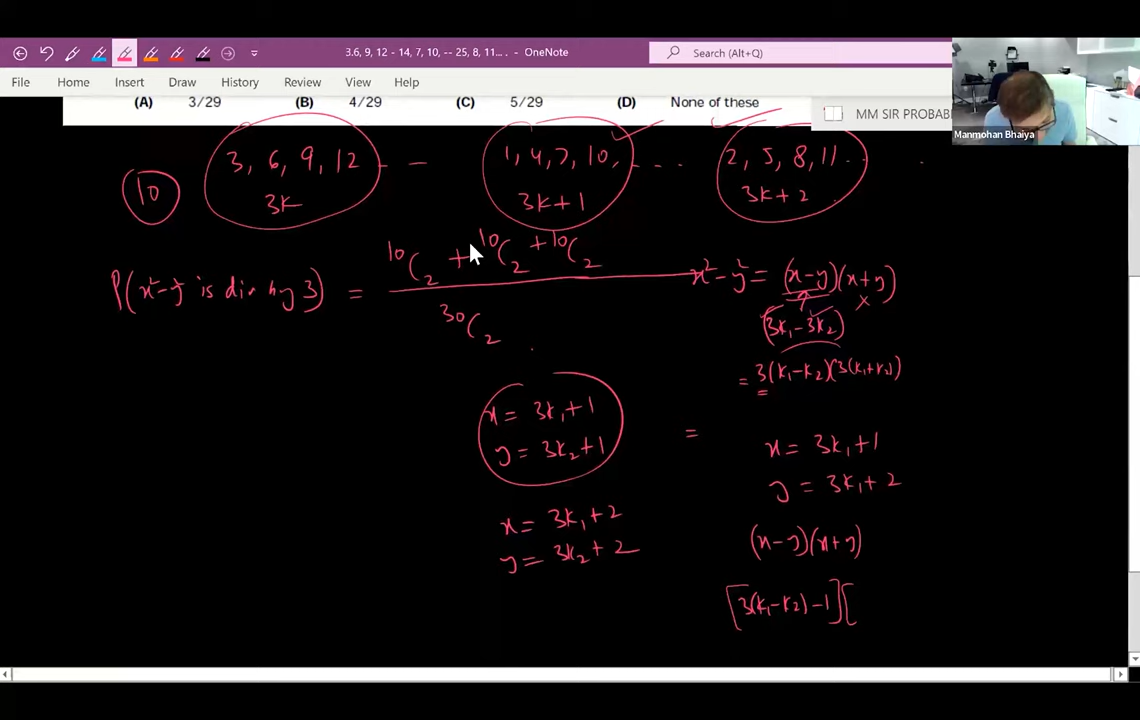 3.6, 9, 12 - 14, 7, 10, -- 25, 8, 11... - OneNote
Search (Alt+Q)
File Home Insert Draw History Review View Help
(A) 3/29 (B) 4/29 (C) 5/29 (D) None of these
MM SIR PROBAB
Manmohan Bhaiya
10
3, 6, 9, 12 -- 1, 4, 7, 10, ... 2, 5, 8, 11 ...
3k 3k+1 3k+2
P(x²-y² is div by 3) = (¹⁰C₂ + ¹⁰C₂ + ¹⁰C₂) / ³⁰C₂
x²-y² = (x-y)(x+y)
(3k₁-3k₂)
= 3(k₁-k₂)(3(k₁+k₂)
x = 3k₁+1
y = 3k₂+1
=
x = 3k₁+1
y = 3k₁+2
x = 3k₁+2
y = 3k₂+2
(x-y)(x+y)
[3(k₁-k₂)-1][